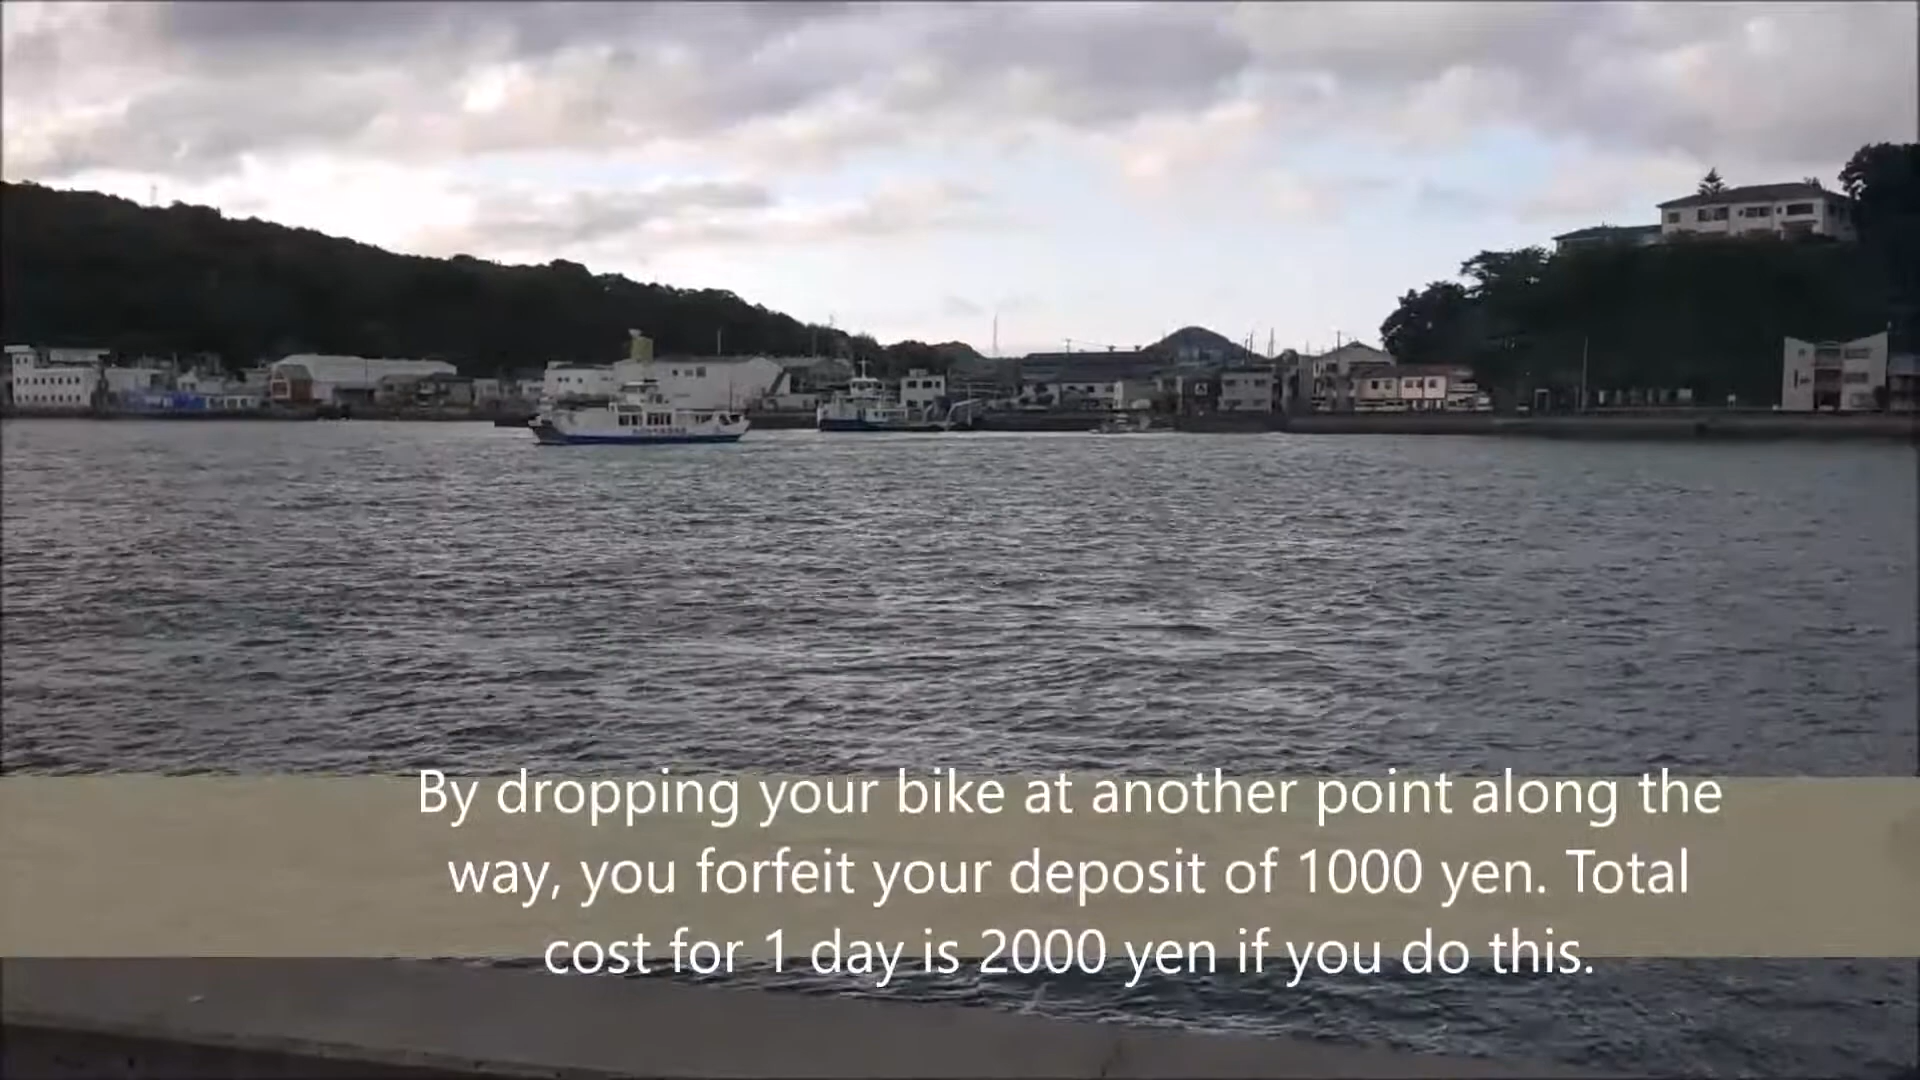 By dropping your bike at another point along the
way, you forfeit your deposit of 1000 yen. Total
cost for 1 day is 2000 yen if you do this.